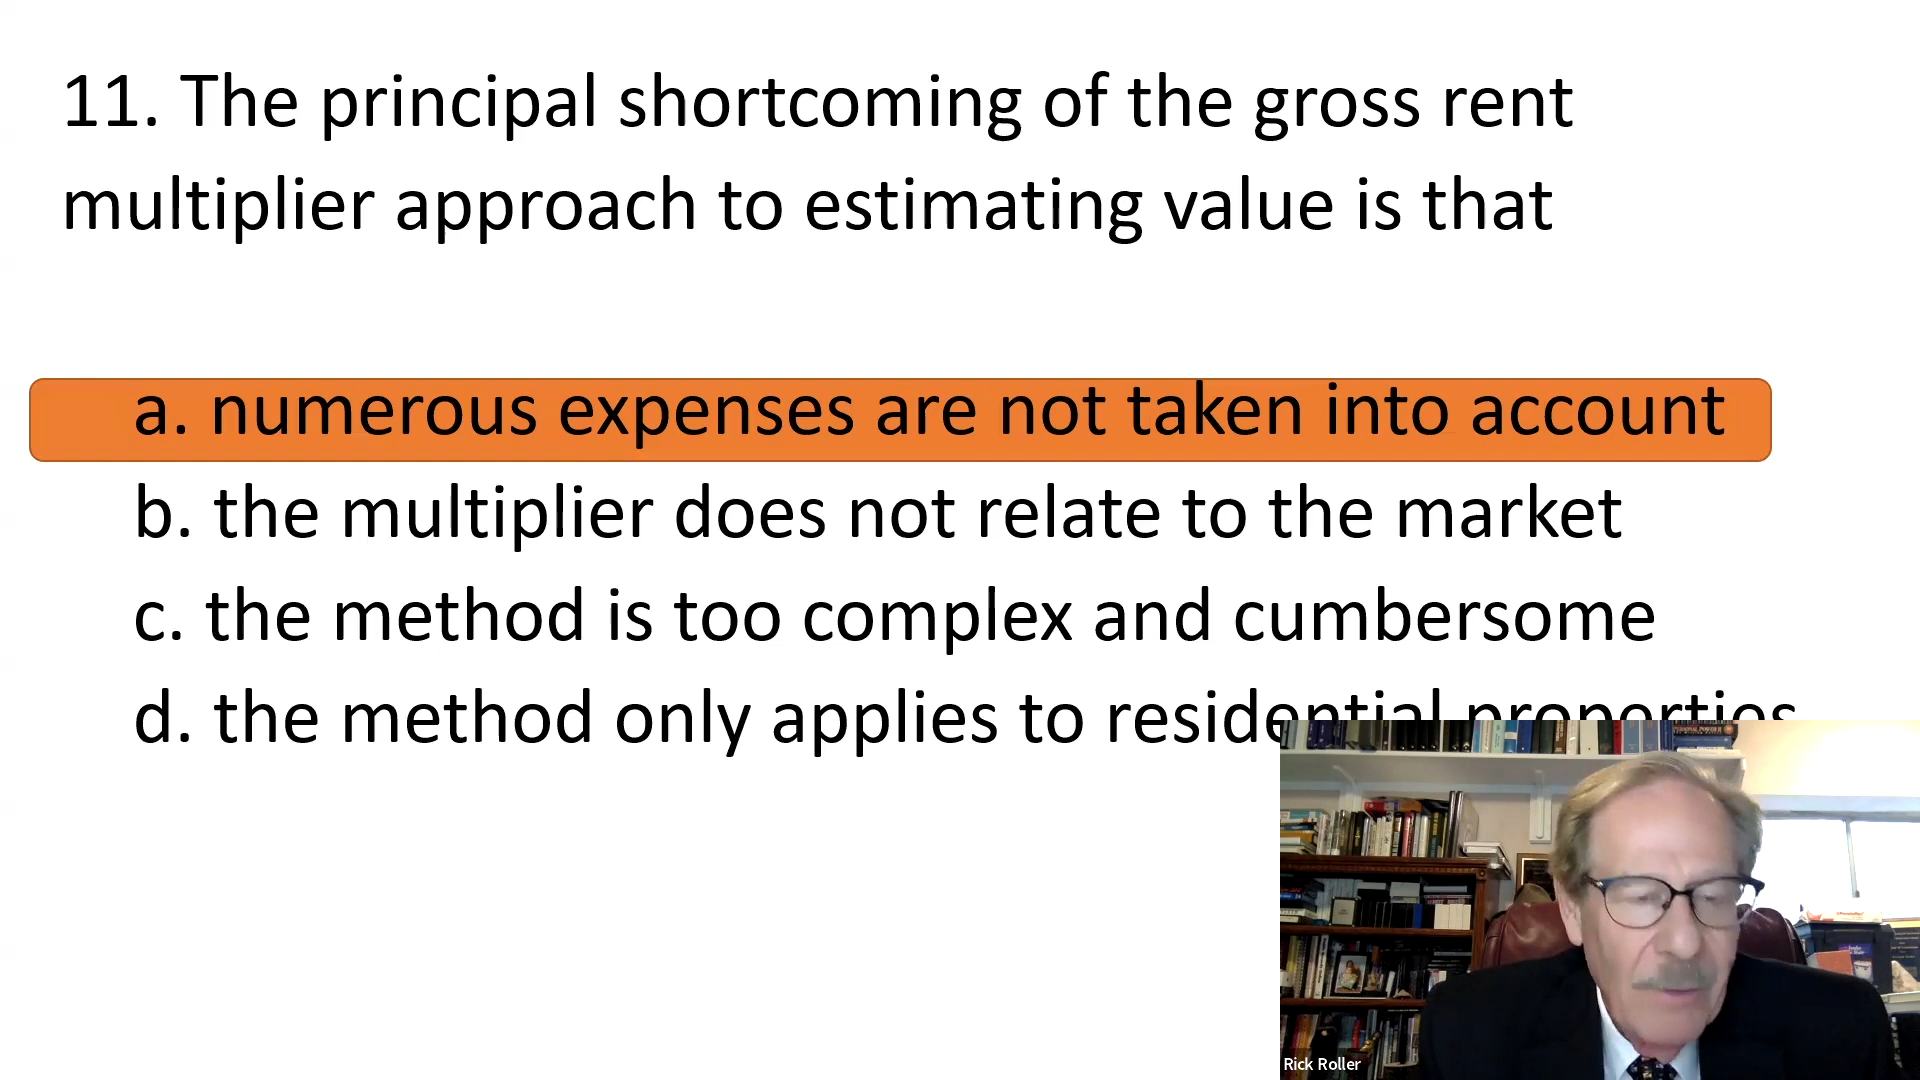 11. The principal shortcoming of the gross rent
multiplier approach to estimating value is that
a. numerous expenses are not taken into account
b. the multiplier does not relate to the market
c. the method is too complex and cumbersome
d. the method only applies to residential properties
Rick Roller